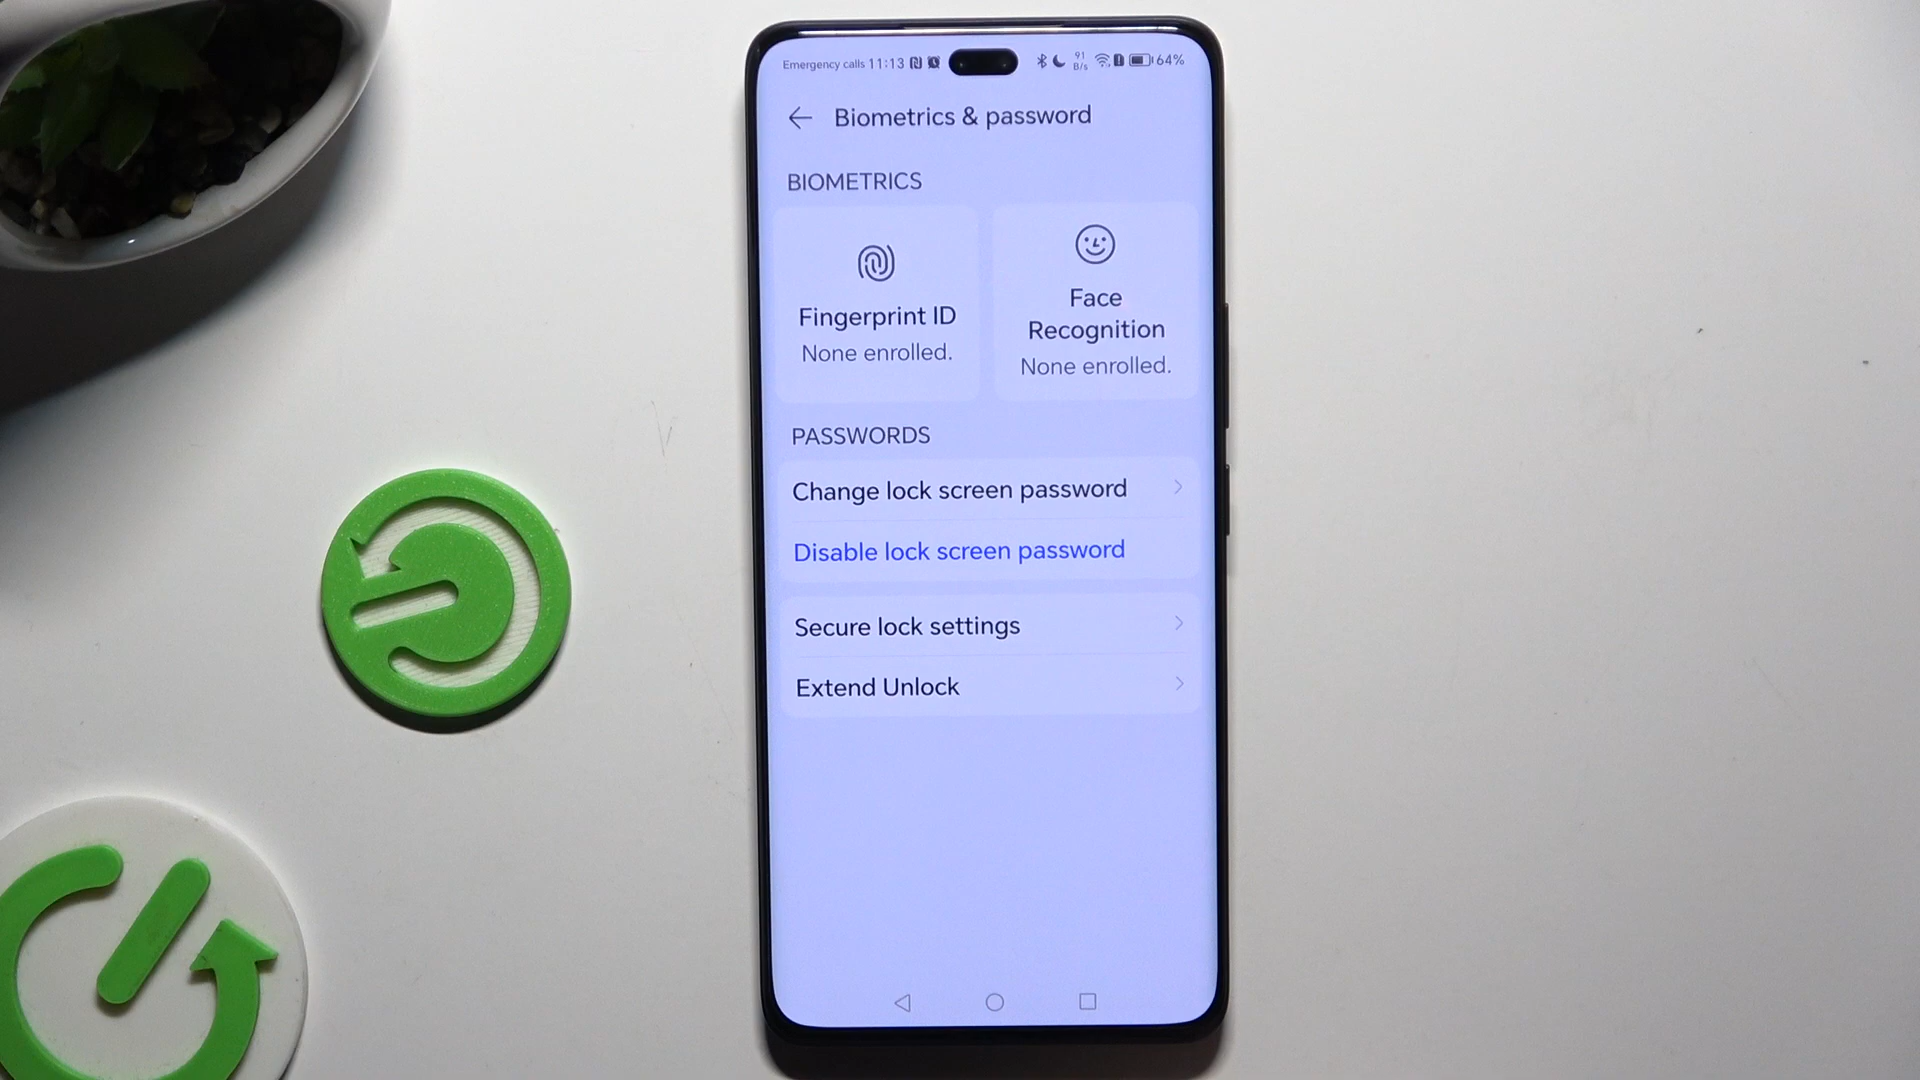 Emergency calls 11:13 91 B/s 64%
Biometrics & password
BIOMETRICS
Fingerprint ID
None enrolled.
Face
Recognition
None enrolled.
PASSWORDS
Change lock screen password
Disable lock screen password
Secure lock settings
Extend Unlock